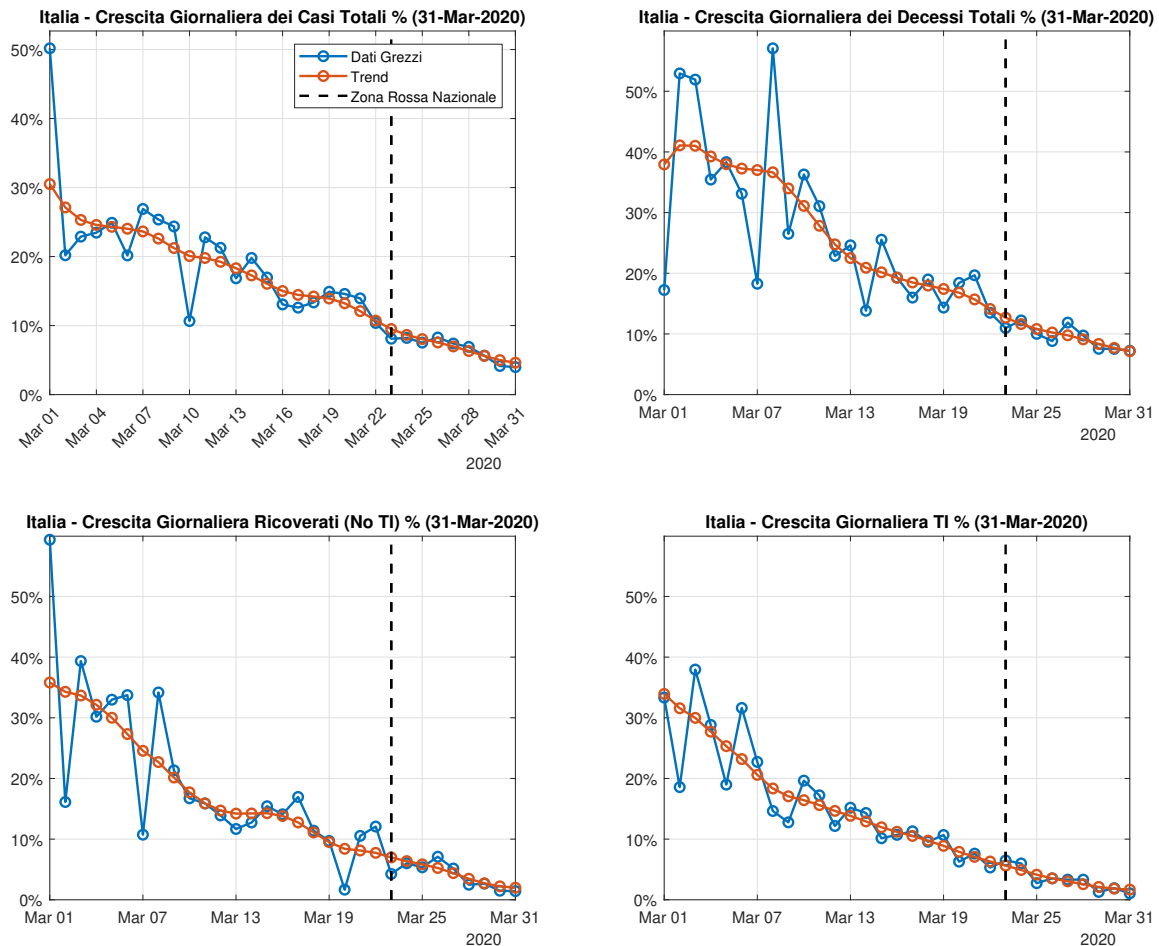 Italia - Crescita Giornaliera dei Casi Totali % (31-Mar-2020)
50%
40%
30%
20%
10%
0%
Dati Grezzi
Trend
Zona Rossa Nazionale
Mar 01
Mar 04
Mar 07
Mar 10
Mar 13
Mar 16
Mar 19
Mar 22
Mar 25
Mar 28
Mar 31
2020
Italia - Crescita Giornaliera dei Decessi Totali % (31-Mar-2020)
50%
40%
30%
20%
10%
0%
Mar 01 Mar 07 Mar 13 Mar 19 Mar 25 Mar 31
2020
Italia - Crescita Giornaliera Ricoverati (No TI) % (31-Mar-2020)
50%
40%
30%
20%
10%
0%
Mar 01 Mar 07 Mar 13 Mar 19 Mar 25 Mar 31
2020
Italia - Crescita Giornaliera TI % (31-Mar-2020)
50%
40%
30%
20%
10%
0%
Mar 01 Mar 07 Mar 13 Mar 19 Mar 25 Mar 31
2020